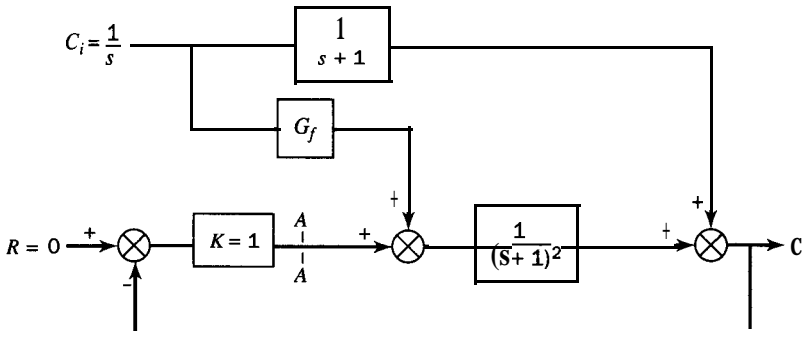 C_i = 1/s
1
s + 1
G_f
+
+
R = 0
+
K = 1
A
A
+
1
(s + 1)²
+
C
-